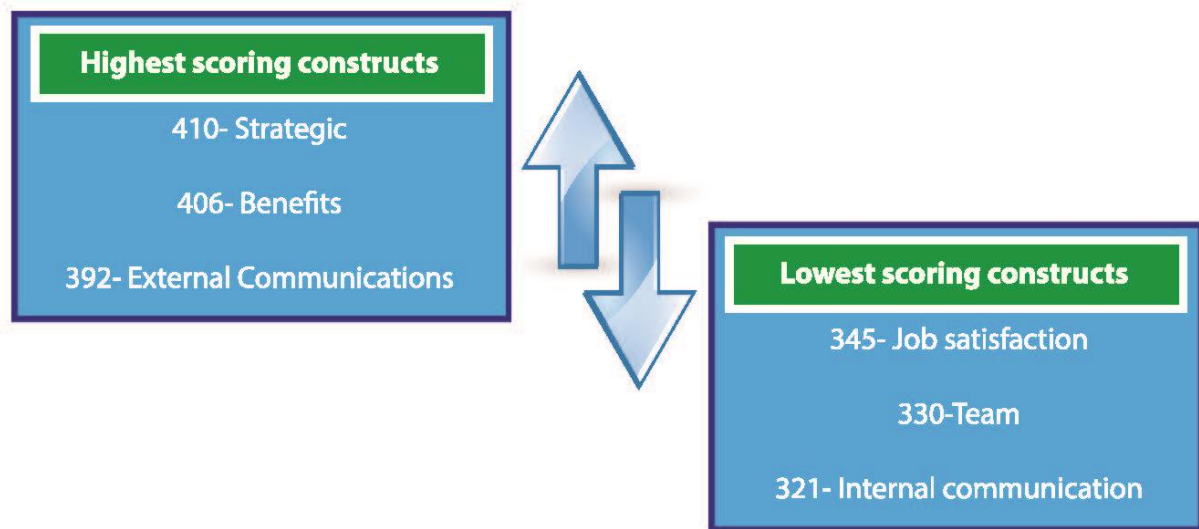 Highest scoring constructs
410- Strategic
406- Benefits
392- External Communications
Lowest scoring constructs
345- Job satisfaction
330-Team
321- Internal communication